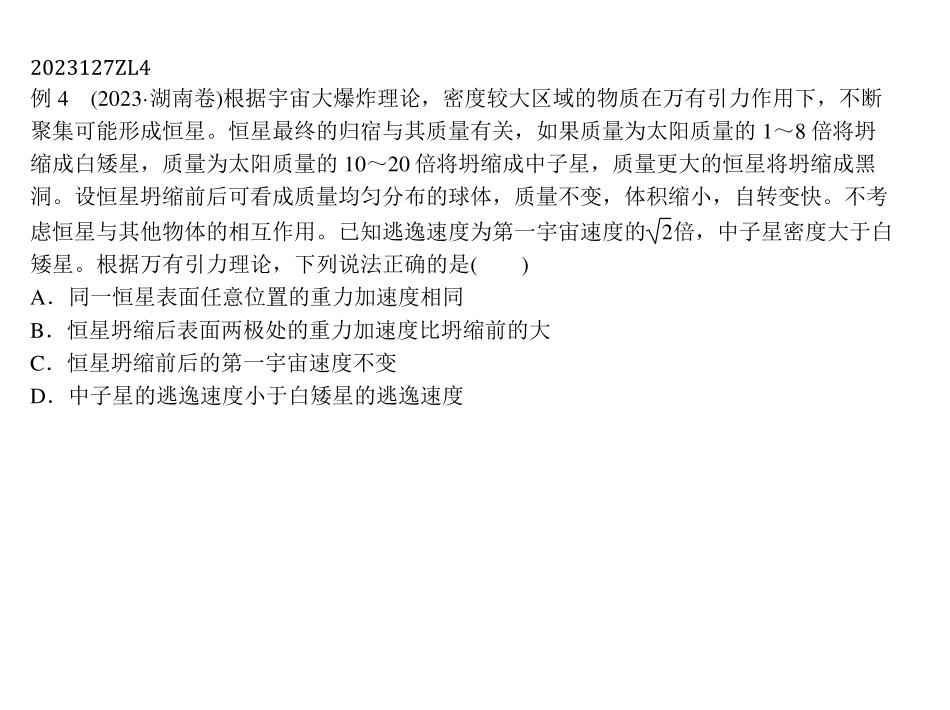 2023127ZL4
例 4　(2023·湖南卷)根据宇宙大爆炸理论，密度较大区域的物质在万有引力作用下，不断
聚集可能形成恒星。恒星最终的归宿与其质量有关，如果质量为太阳质量的 1～8 倍将坍
缩成白矮星，质量为太阳质量的 10～20 倍将坍缩成中子星，质量更大的恒星将坍缩成黑
洞。设恒星坍缩前后可看成质量均匀分布的球体，质量不变，体积缩小，自转变快。不考
虑恒星与其他物体的相互作用。已知逃逸速度为第一宇宙速度的√2倍，中子星密度大于白
矮星。根据万有引力理论，下列说法正确的是(　　)
A．同一恒星表面任意位置的重力加速度相同
B．恒星坍缩后表面两极处的重力加速度比坍缩前的大
C．恒星坍缩前后的第一宇宙速度不变
D．中子星的逃逸速度小于白矮星的逃逸速度